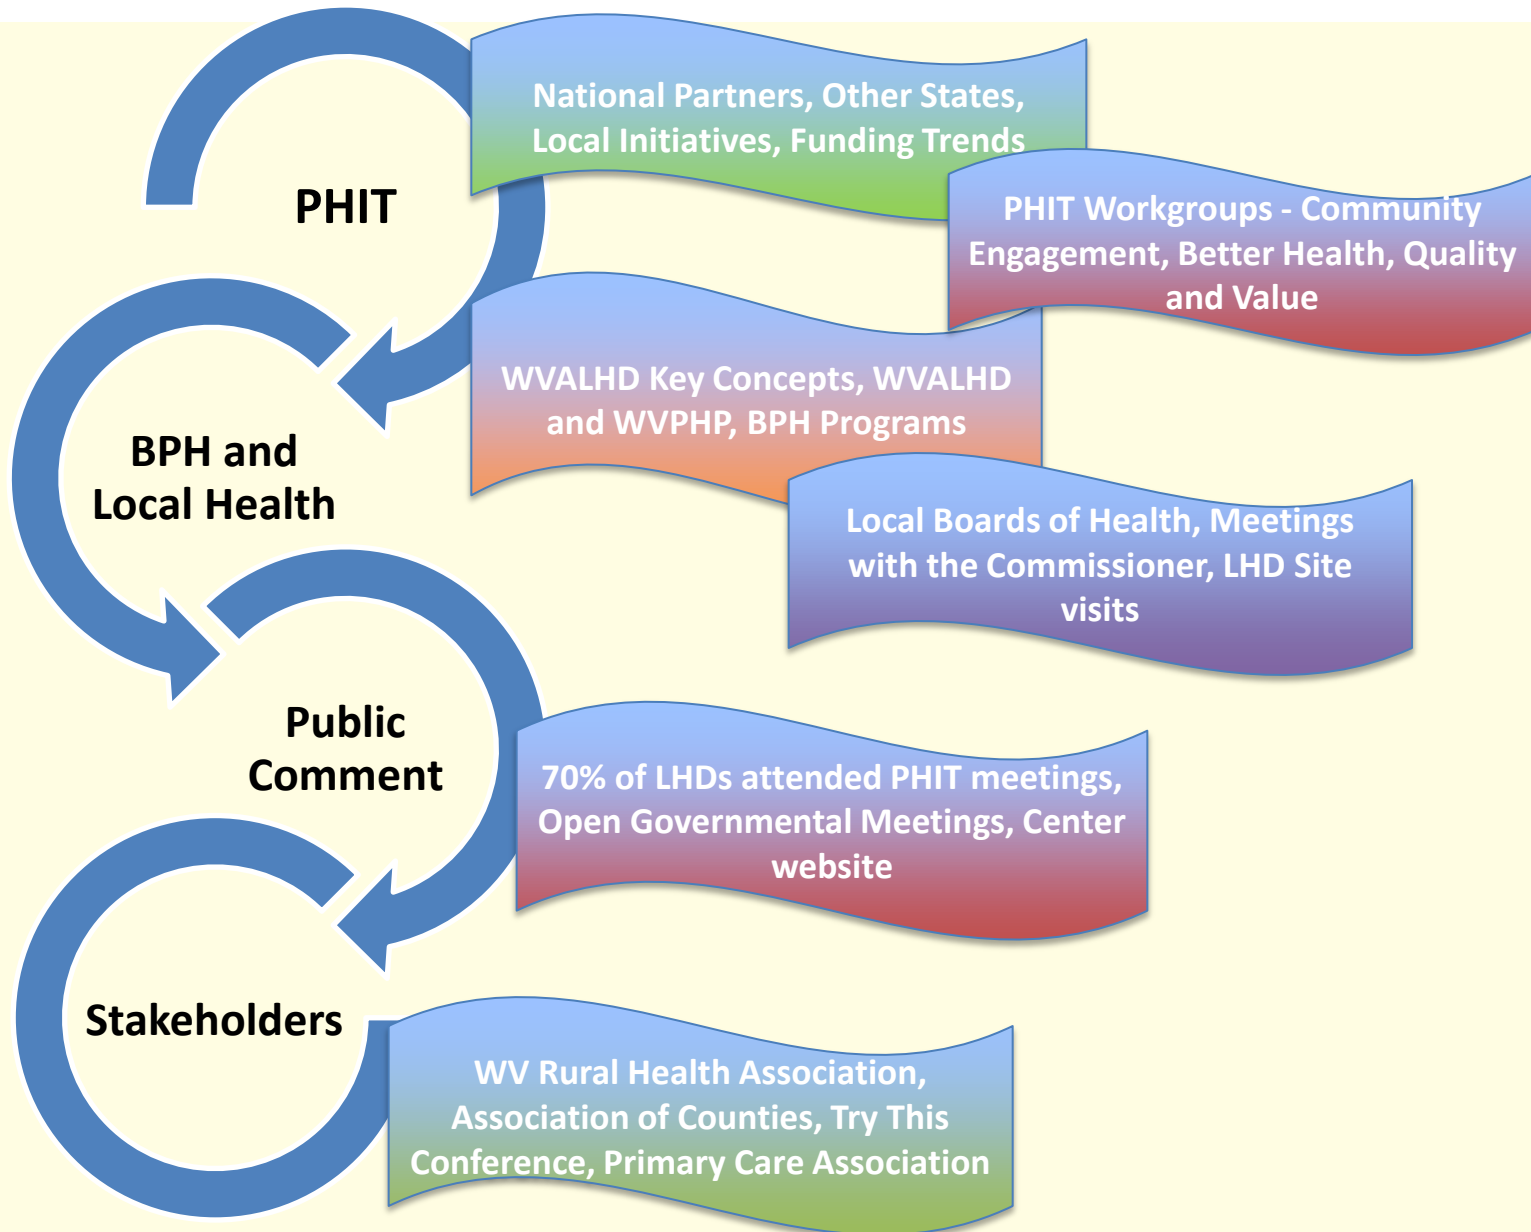 PHIT
National Partners, Other States,
Local Initiatives, Funding Trends
PHIT Workgroups - Community
Engagement, Better Health, Quality
and Value
BPH and
Local Health
WVALHD Key Concepts, WVALHD
and WVPHP, BPH Programs
Local Boards of Health, Meetings
with the Commissioner, LHD Site
visits
Public
Comment
70% of LHDs attended PHIT meetings,
Open Governmental Meetings, Center
website
Stakeholders
WV Rural Health Association,
Association of Counties, Try This
Conference, Primary Care Association